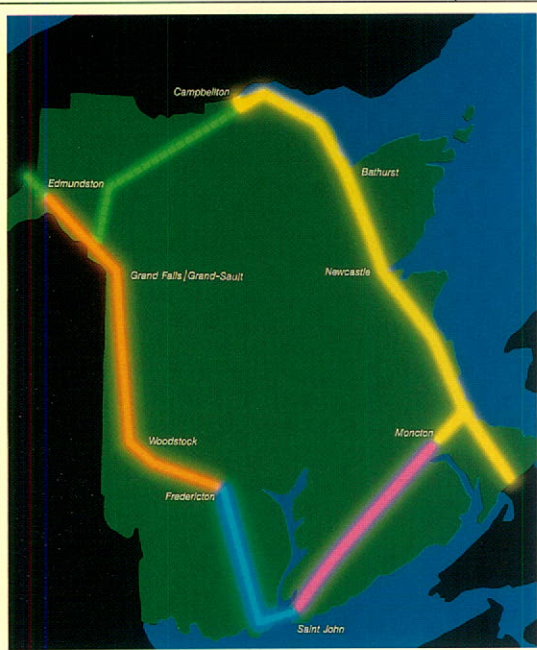 Campbellton
Edmundston
Bathurst
Grand Falls/Grand-Sault
Newcastle
Woodstock
Moncton
Fredericton
Saint John